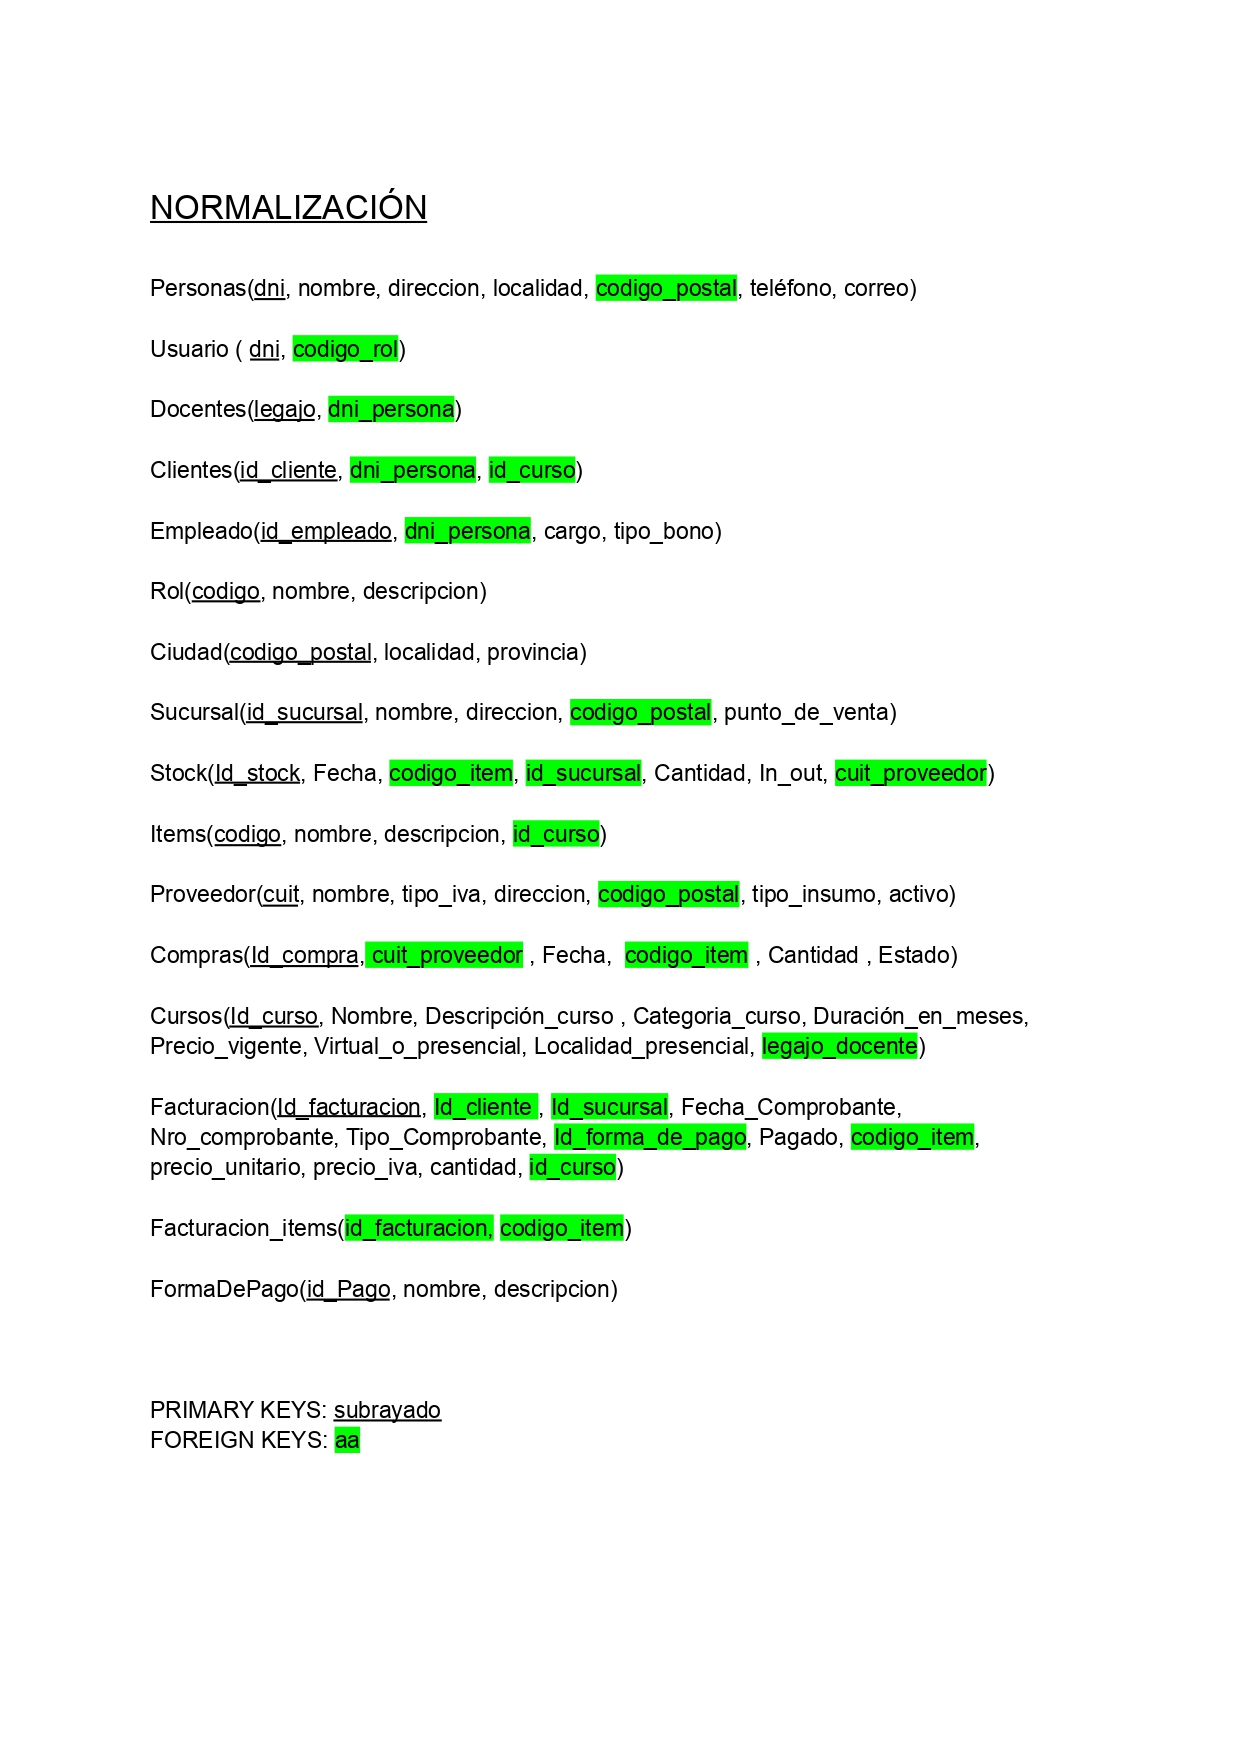 NORMALIZACIÓN
Personas(dni, nombre, direccion, localidad, codigo_postal, teléfono, correo)
Usuario ( dni, codigo_rol)
Docentes(legajo, dni_persona)
Clientes(id_cliente, dni_persona, id_curso)
Empleado(id_empleado, dni_persona, cargo, tipo_bono)
Rol(codigo, nombre, descripcion)
Ciudad(codigo_postal, localidad, provincia)
Sucursal(id_sucursal, nombre, direccion, codigo_postal, punto_de_venta)
Stock(Id_stock, Fecha, codigo_item, id_sucursal, Cantidad, In_out, cuit_proveedor)
Items(codigo, nombre, descripcion, id_curso)
Proveedor(cuit, nombre, tipo_iva, direccion, codigo_postal, tipo_insumo, activo)
Compras(Id_compra, cuit_proveedor , Fecha,  codigo_item , Cantidad , Estado)
Cursos(Id_curso, Nombre, Descripción_curso , Categoria_curso, Duración_en_meses,
Precio_vigente, Virtual_o_presencial, Localidad_presencial, legajo_docente)
Facturacion(Id_facturacion, Id_cliente , Id_sucursal, Fecha_Comprobante,
Nro_comprobante, Tipo_Comprobante, Id_forma_de_pago, Pagado, codigo_item,
precio_unitario, precio_iva, cantidad, id_curso)
Facturacion_items(id_facturacion, codigo_item)
FormaDePago(id_Pago, nombre, descripcion)
PRIMARY KEYS: subrayado
FOREIGN KEYS: aa